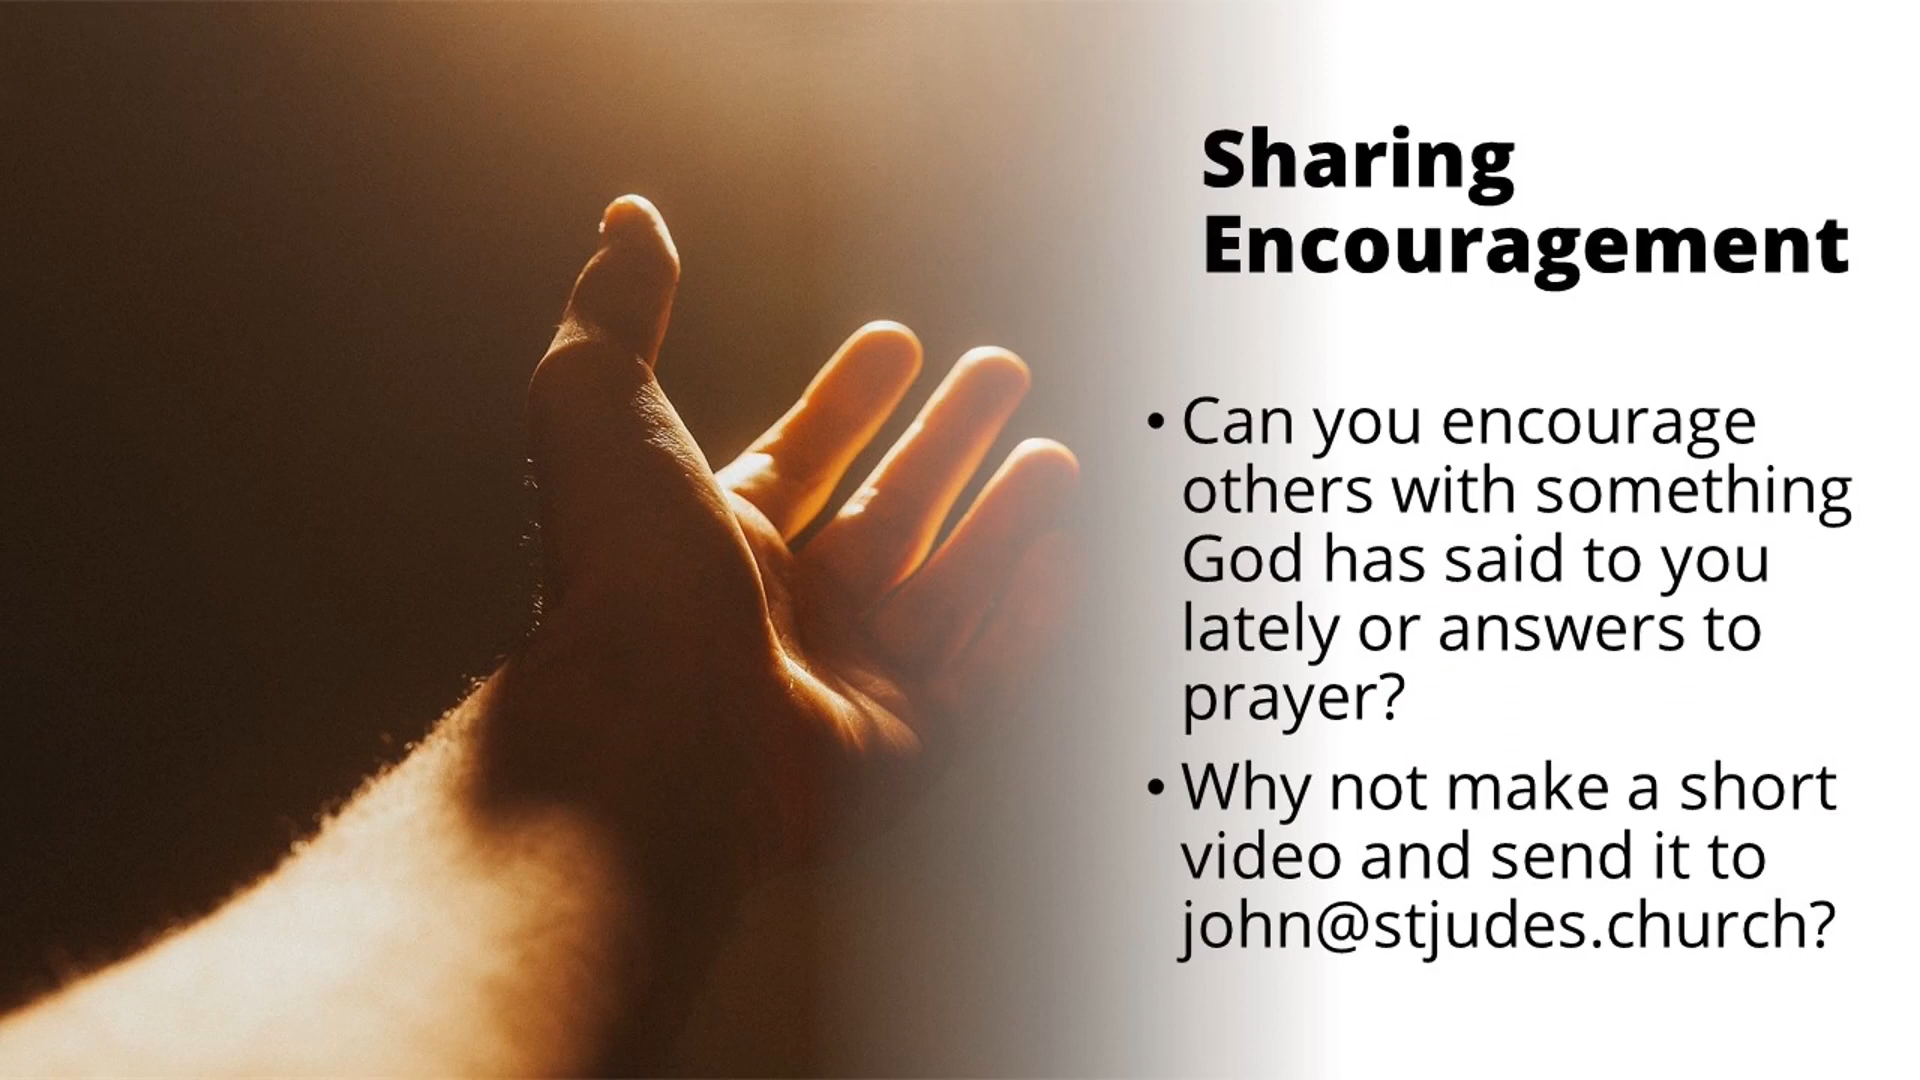 Sharing
Encouragement
• Can you encourage
others with something
God has said to you
lately or answers to
prayer?
• Why not make a short
video and send it to
john@stjudes.church?